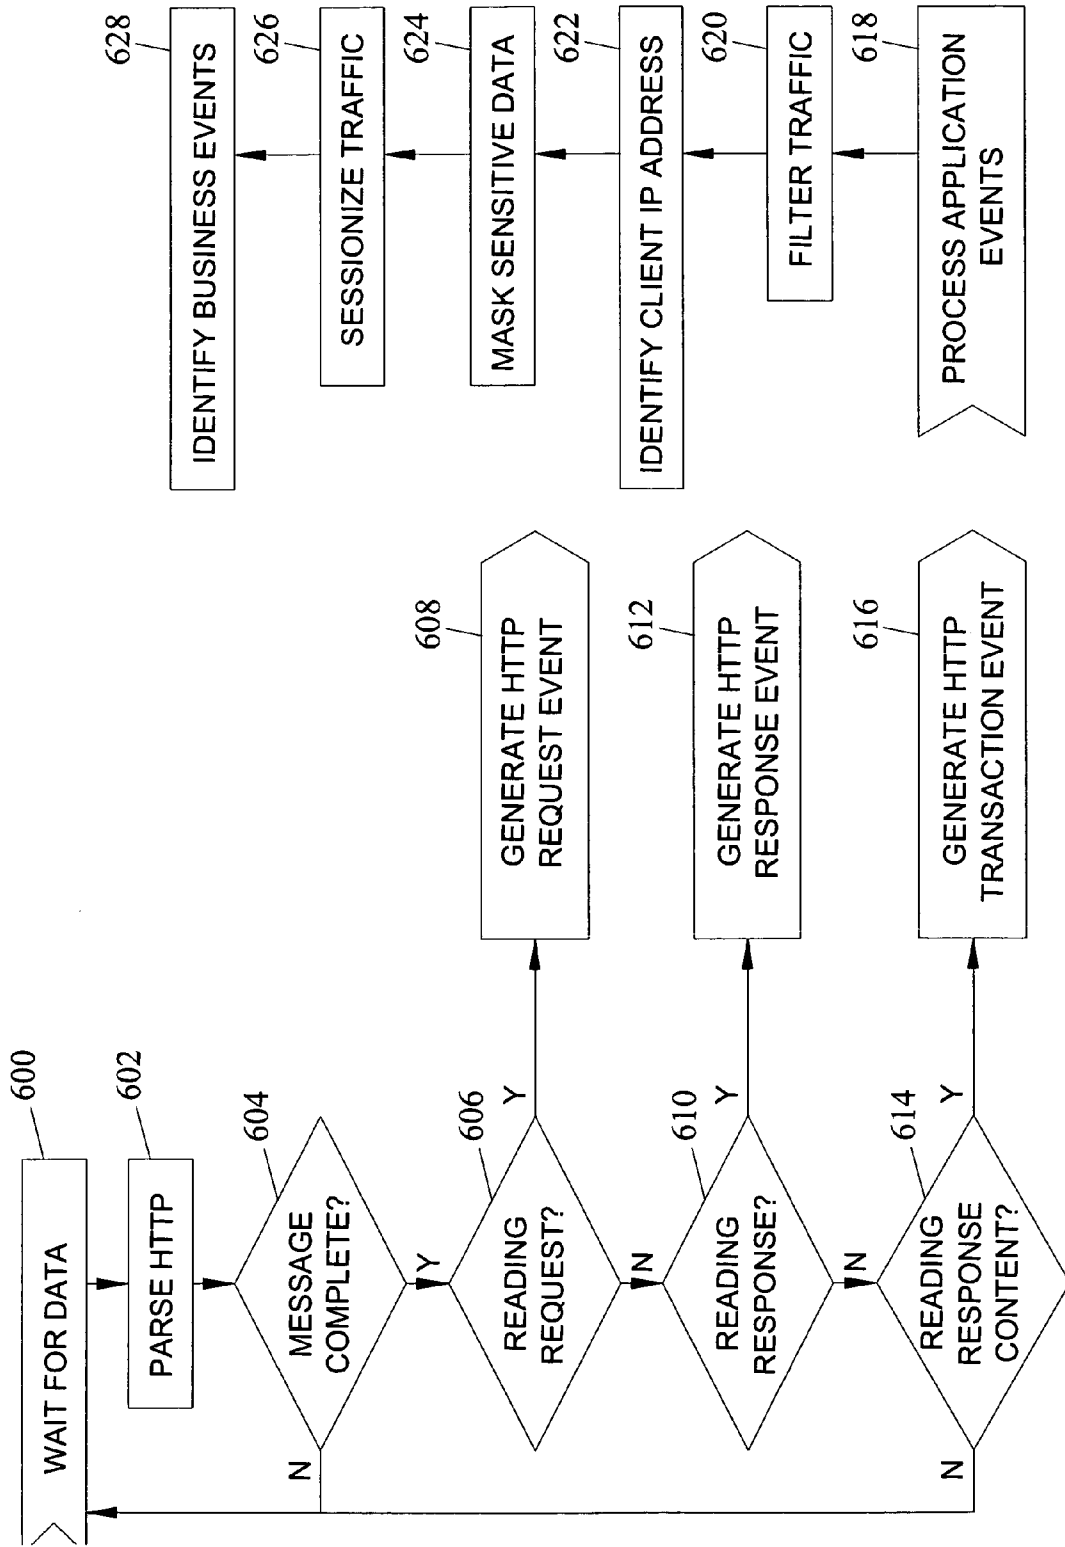 600
WAIT FOR DATA
602
PARSE HTTP
604
MESSAGE
COMPLETE?
N
Y
606
READING
REQUEST?
Y
N
608
GENERATE HTTP
REQUEST EVENT
610
READING
RESPONSE?
Y
N
612
GENERATE HTTP
RESPONSE EVENT
614
READING
RESPONSE
CONTENT?
Y
N
616
GENERATE HTTP
TRANSACTION EVENT
628
IDENTIFY BUSINESS EVENTS
626
SESSIONIZE TRAFFIC
624
MASK SENSITIVE DATA
622
IDENTIFY CLIENT IP ADDRESS
620
FILTER TRAFFIC
618
PROCESS APPLICATION
EVENTS